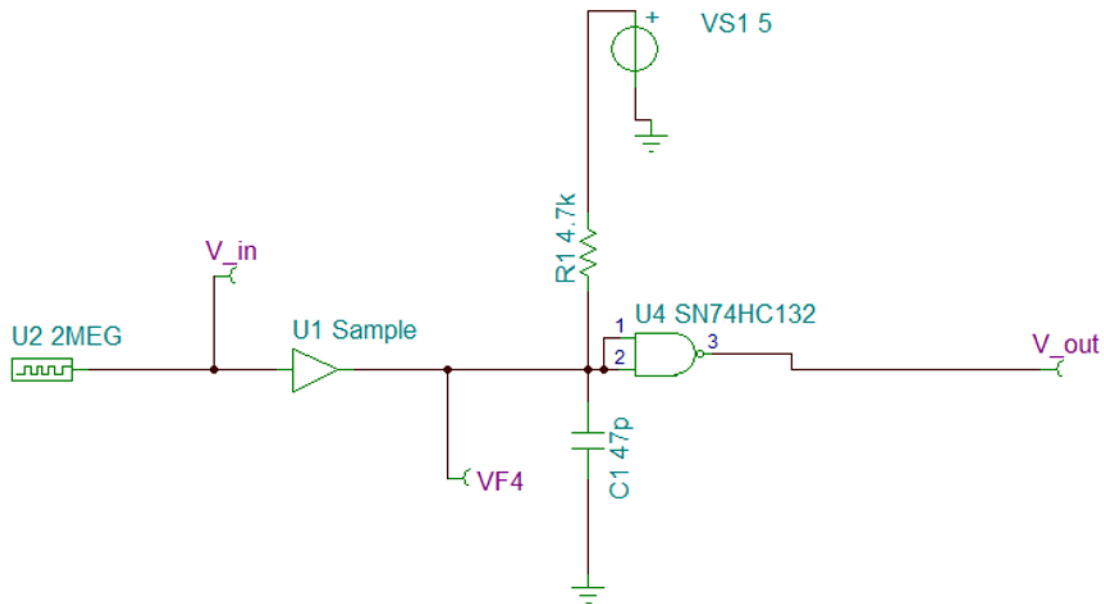 VS1 5
+
R1 4.7k
V_in
U2 2MEG
U1 Sample
U4 SN74HC132
1
2
3
V_out
VF4
C1 47p